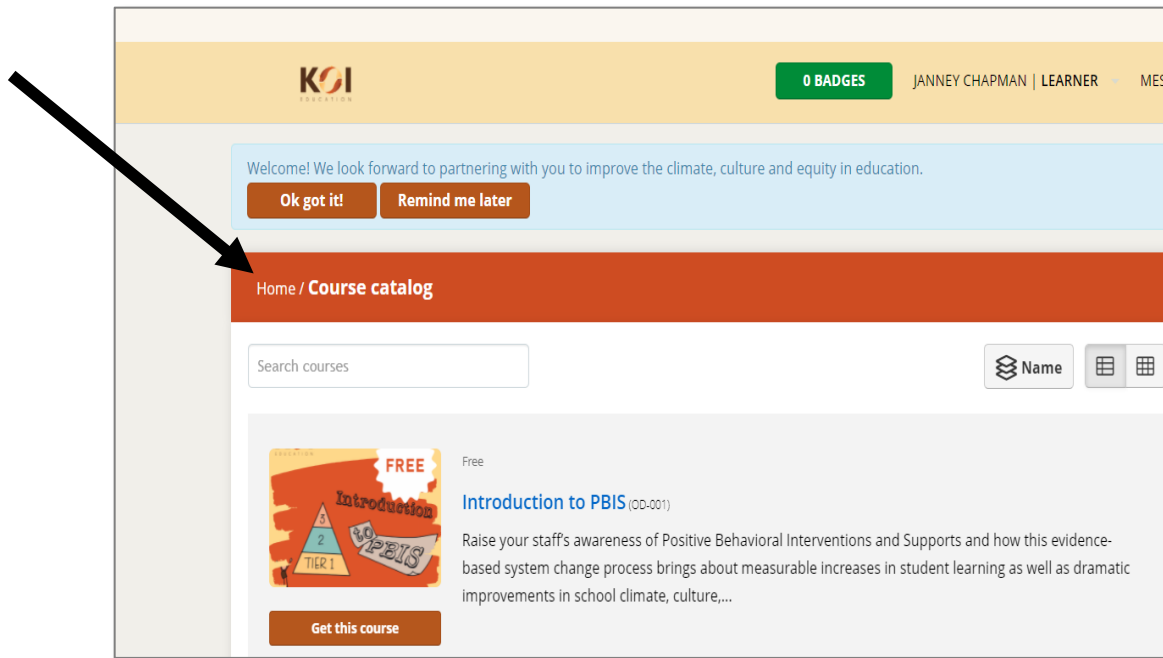 KOI
EDUCATION
0 BADGES
JANNEY CHAPMAN | LEARNER
MES
Welcome! We look forward to partnering with you to improve the climate, culture and equity in education.
Ok got it!
Remind me later
Home / Course catalog
Search courses
Name
EDUCATION
FREE
Introduction
to PBIS
3
2
TIER 1
Get this course
Free
Introduction to PBIS (OD-001)
Raise your staff's awareness of Positive Behavioral Interventions and Supports and how this evidence-
based system change process brings about measurable increases in student learning as well as dramatic
improvements in school climate, culture,...